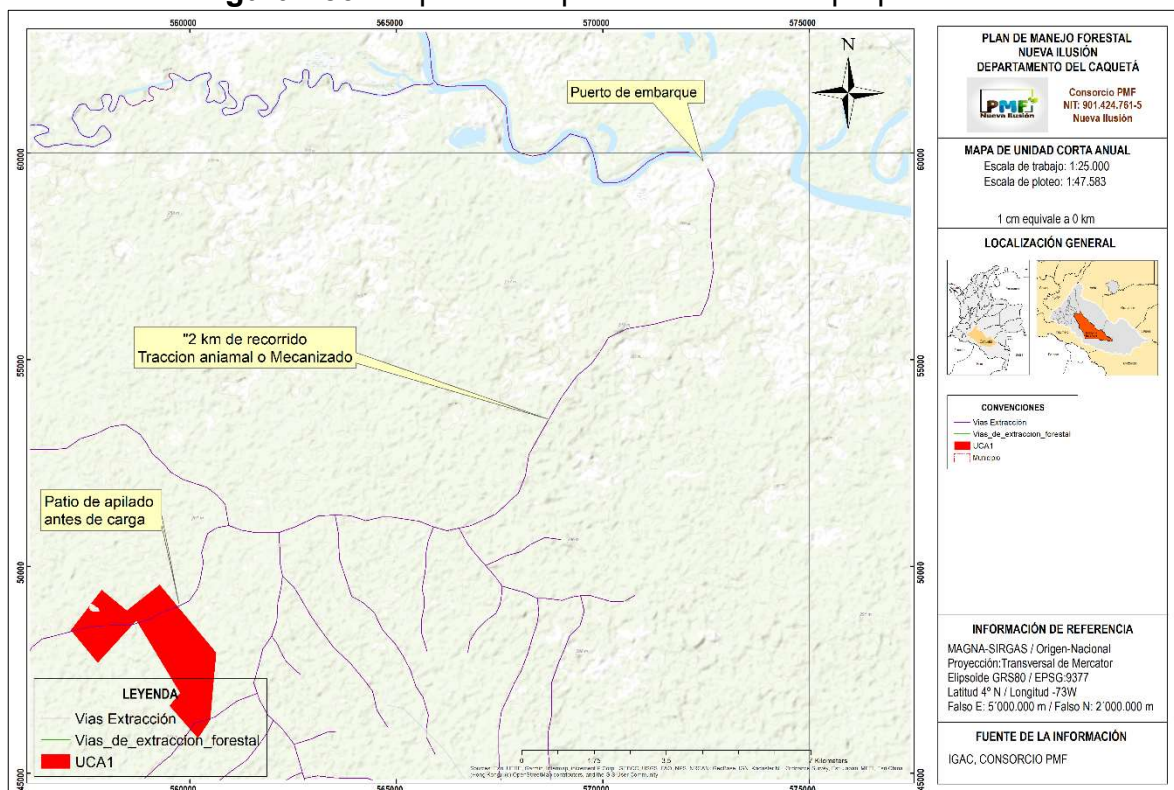 560000
565000
570000
575000
60000
55000
50000
45000
60000
55000
50000
45000
560000
565000
570000
575000
N
Puerto de embarque
"2 km de recorrido
Traccion aniamal o Mecanizado
Patio de apilado
antes de carga
LEYENDA
Vias Extracción
Vias_de_extraccion_forestal
UCA1
0
1.75
3.5
7
Kilometers
PLAN DE MANEJO FORESTAL
NUEVA ILUSIÓN
DEPARTAMENTO DEL CAQUETÁ
PMF
Nueva Ilusión
Consorcio PMF
NIT: 901.424.761-5
Nueva Ilusión
MAPA DE UNIDAD CORTA ANUAL
Escala de trabajo: 1:25.000
Escala de ploteo: 1:47.583
1 cm equivale a 0 km
LOCALIZACIÓN GENERAL
CONVENCIONES
Vias Extracción
Vias_de_extraccion_forestal
UCA1
Municipio
INFORMACIÓN DE REFERENCIA
MAGNA-SIRGAS / Origen-Nacional
Proyección:Transversal de Mercator
Elipsoide GRS80 / EPSG:9377
Latitud 4º N / Longitud -73W
Falso E: 5´000.000 m / Falso N: 2´000.000 m
FUENTE DE LA INFORMACIÓN
IGAC, CONSORCIO PMF